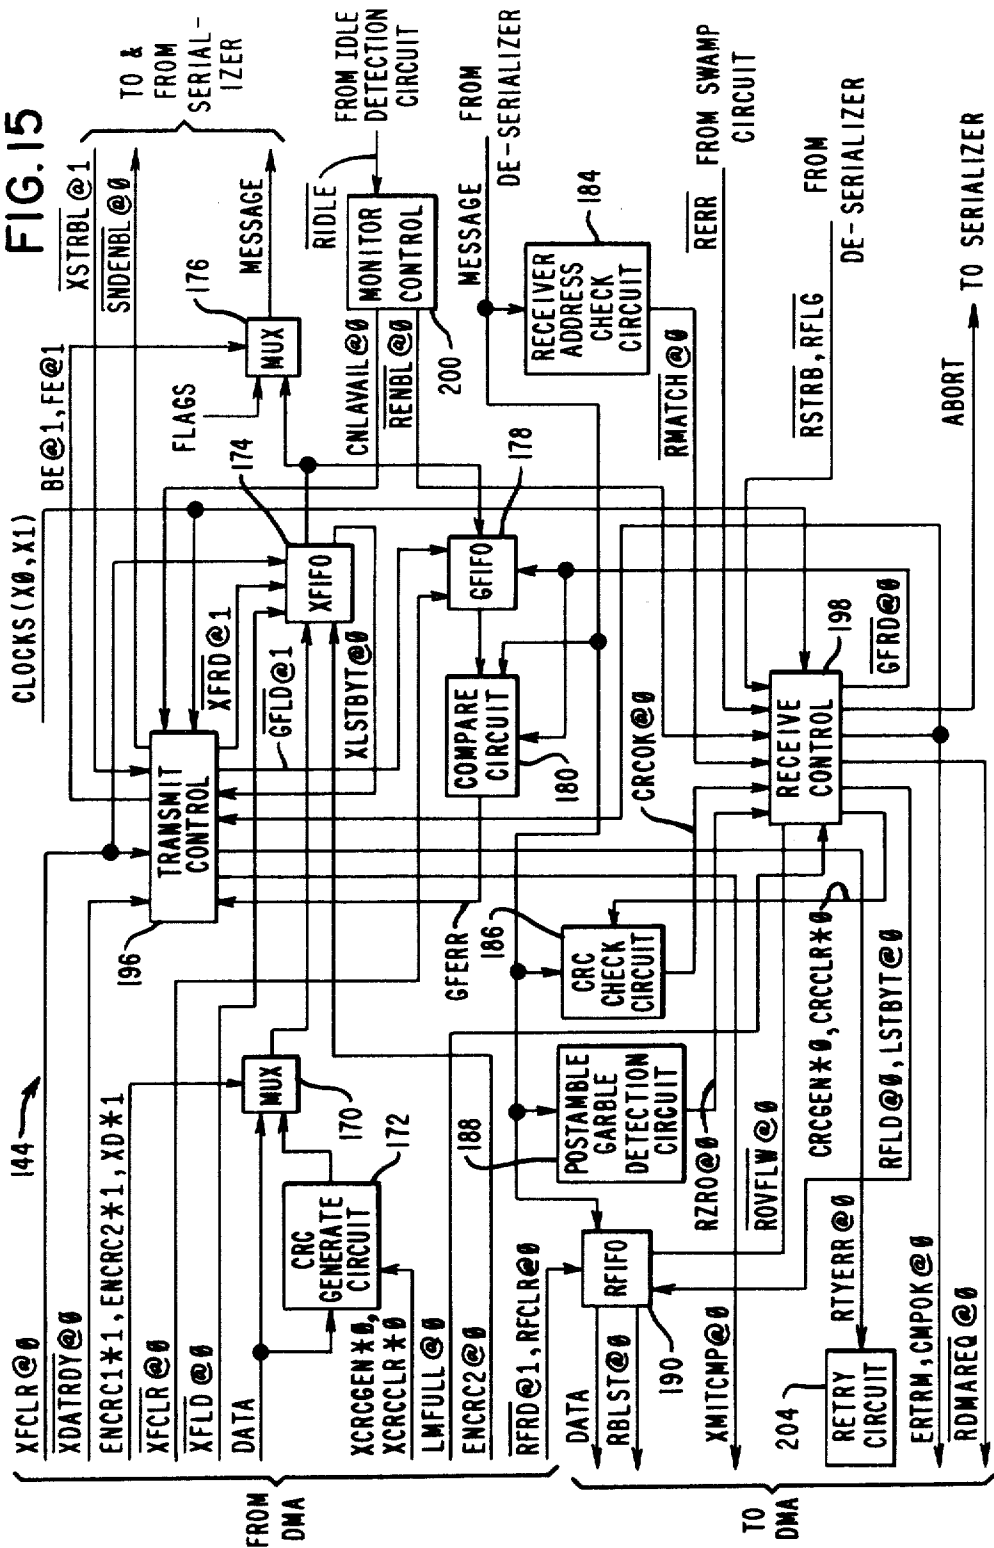 FIG.15
144
XFCLR@0
XDATRDY@0
ENCRC1*1,ENCRC2*1,XD*1
XFCLR@0
XFLD@0
DATA
XCRCGEN*0,
XCRCCLR*0
LMFULL@0
ENCRC2@0
RFRD@1,RFCLR@0
FROM
DMA
DATA
RBLST@0
XMITCMP@0
RTYERR@0
ERTRM,CMPOK@0
RDMAREQ@0
TO
DMA
204
RETRY
CIRCUIT
CRC
GENERATE
CIRCUIT
172
MUX
170
196
TRANSMIT
CONTROL
CLOCKS(X0,X1)
BE@1,FE@1
XSTRBL@1
SNDENBL@0
TO &
FROM
SERIAL-
IZER
MESSAGE
176
MUX
FLAGS
174
XFIFO
XFRD@1
GFLD@1
XLSTBYT@0
CNLAVAIL@0
RENBL@0
MONITOR
CONTROL
200
RIDLE
FROM IDLE
DETECTION
CIRCUIT
GFIFO
178
COMPARE
CIRCUIT
180
GFERR
MESSAGE FROM
DE-SERIALIZER
RECEIVER
ADDRESS
CHECK
CIRCUIT
184
RMATCH@0
RERR FROM SWAMP
CIRCUIT
RSTRB,RFLG FROM
DE-SERIALIZER
186
CRC
CHECK
CIRCUIT
CRCOK@0
188
POSTAMBLE
GARBLE
DETECTION
CIRCUIT
RZRO@0
RFIFO
190
ROVFLW@0
CRCGEN*0,CRCCLR*0
RFLD@0,LSTBYT@0
RECEIVE
CONTROL
198
GFRD@0
ABORT TO SERIALIZER